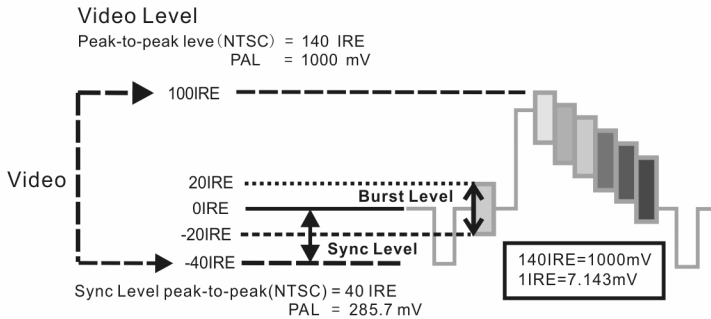 Video Level
Peak-to-peak leve(NTSC) = 140 IRE
PAL = 1000 mV
100IRE
Video
20IRE
Burst Level
0IRE
-20IRE
Sync Level
-40IRE
140IRE=1000mV
1IRE=7.143mV
Sync Level peak-to-peak(NTSC) = 40 IRE
PAL = 285.7 mV